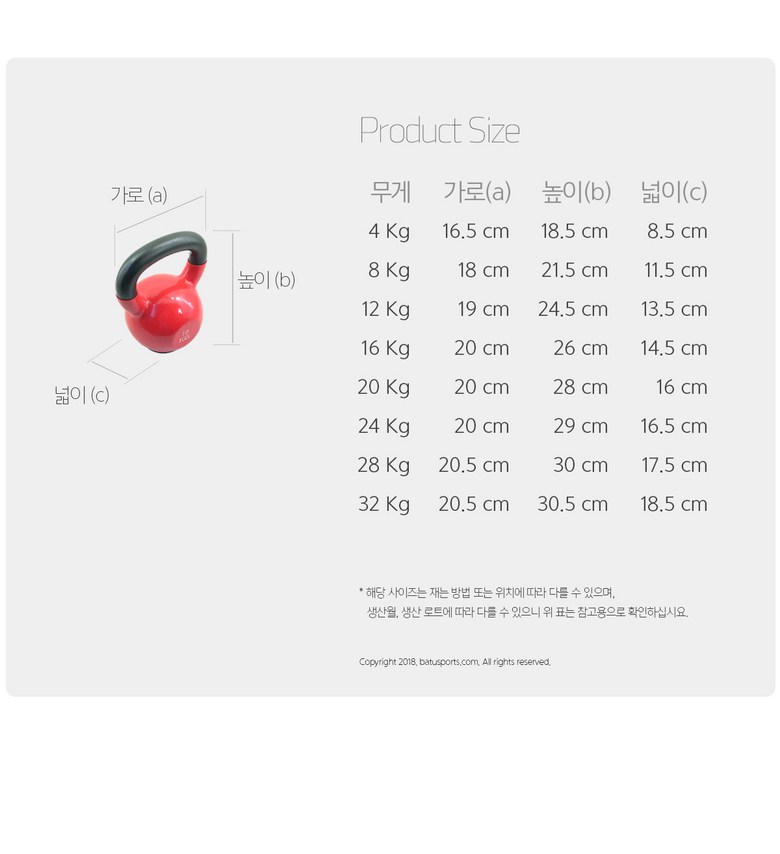 Product Size
가로 (a)
높이 (b)
넓이 (c)
무게 가로(a) 높이(b) 넓이(c)
4 Kg 16.5 cm 18.5 cm 8.5 cm
8 Kg 18 cm 21.5 cm 11.5 cm
12 Kg 19 cm 24.5 cm 13.5 cm
16 Kg 20 cm 26 cm 14.5 cm
20 Kg 20 cm 28 cm 16 cm
24 Kg 20 cm 29 cm 16.5 cm
28 Kg 20.5 cm 30 cm 17.5 cm
32 Kg 20.5 cm 30.5 cm 18.5 cm
* 해당 사이즈는 재는 방법 또는 위치에 따라 다를 수 있으며,
생산월, 생산 로트에 따라 다를 수 있으니 위 표는 참고용으로 확인하십시요.
Copyright 2018. batusports.com. All rights reserved.